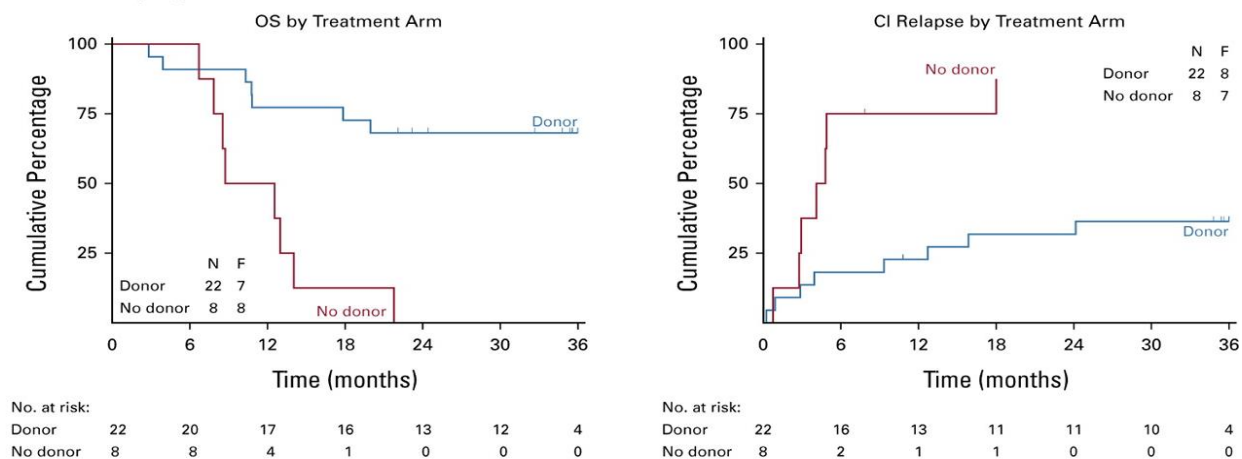 OS by Treatment Arm
100
75
50
25
Cumulative Percentage
Donor
N F
Donor 22 7
No donor 8 8
No donor
0 6 12 18 24 30 36
Time (months)
No. at risk:
Donor 22 20 17 16 13 12 4
No donor 8 8 4 1 0 0 0
CI Relapse by Treatment Arm
100
75
50
25
Cumulative Percentage
No donor
N F
Donor 22 8
No donor 8 7
Donor
0 6 12 18 24 30 36
Time (months)
No. at risk:
Donor 22 16 13 11 11 10 4
No donor 8 2 1 1 0 0 0